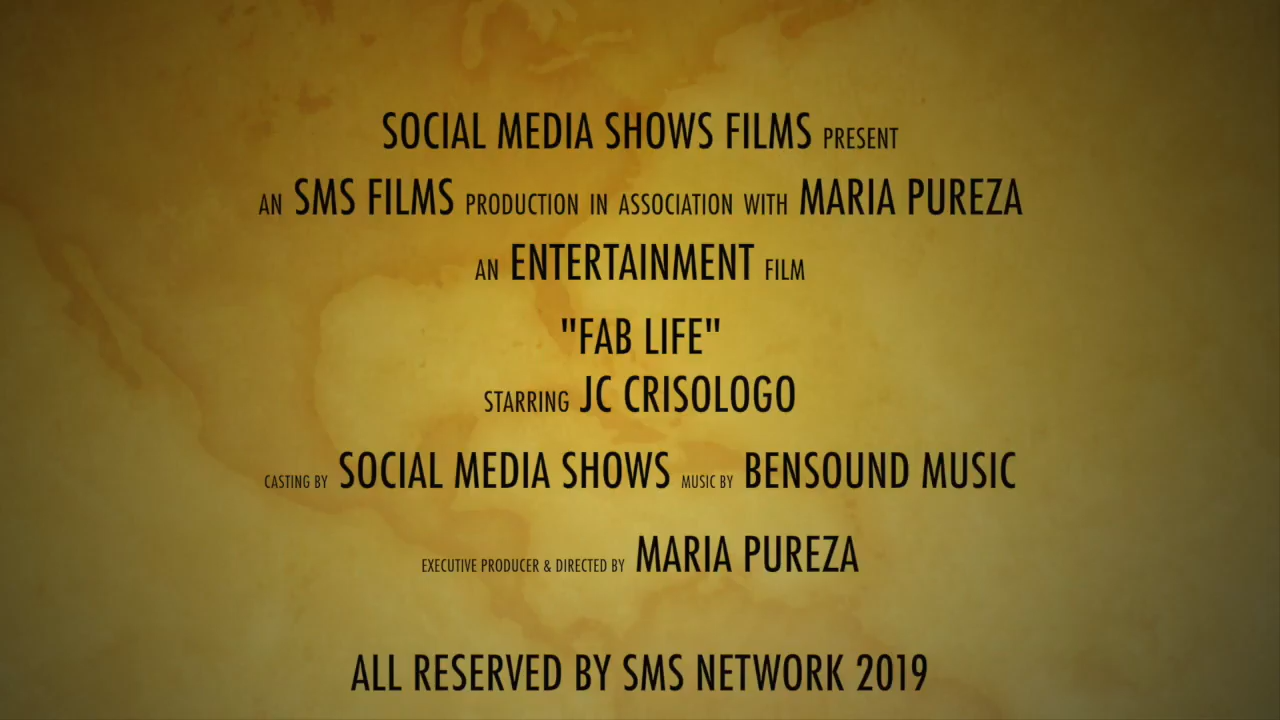 SOCIAL MEDIA SHOWS FILMS PRESENT
AN SMS FILMS PRODUCTION IN ASSOCIATION WITH MARIA PUREZA
AN ENTERTAINMENT FILM
"FAB LIFE"
STARRING JC CRISOLOGO
CASTING BY SOCIAL MEDIA SHOWS MUSIC BY BENSOUND MUSIC
EXECUTIVE PRODUCER & DIRECTED BY MARIA PUREZA
ALL RESERVED BY SMS NETWORK 2019